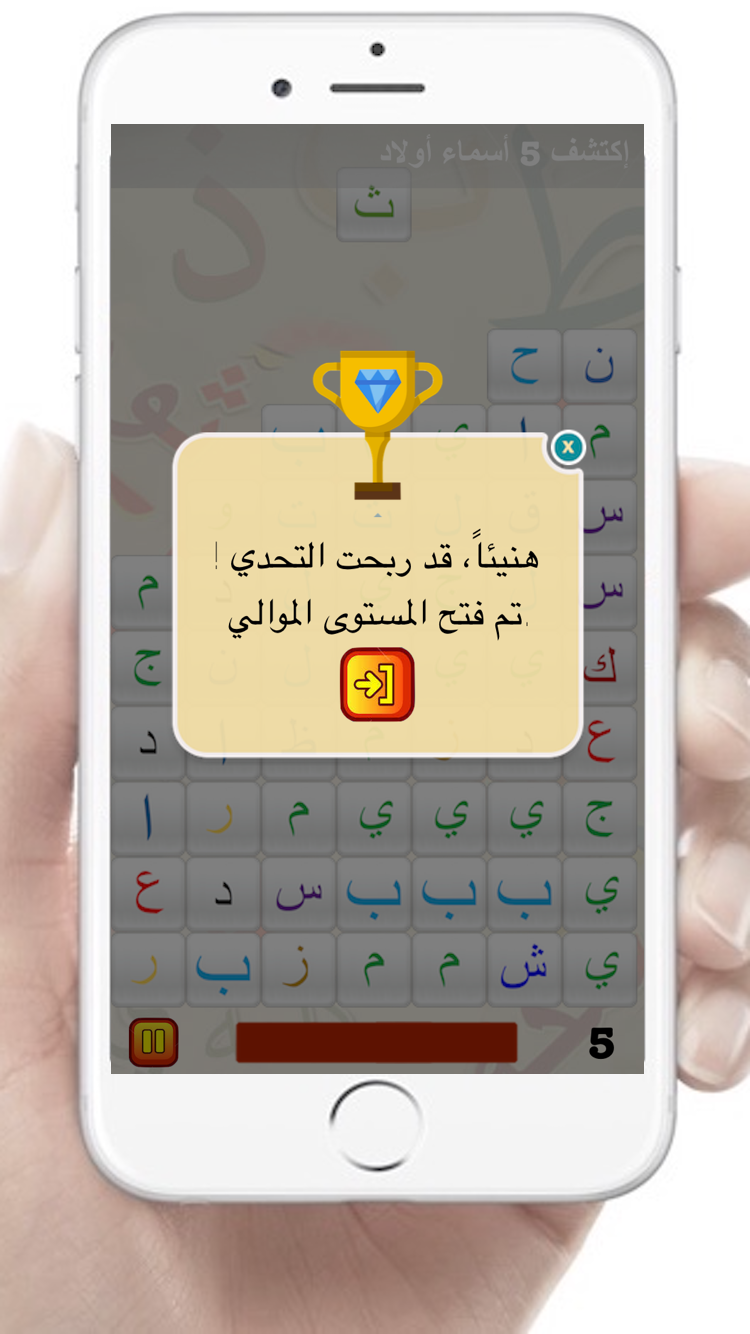 إكتشف 5 أسماء أولاد
ث
ن ح
م ا ي ب
س ق ل ث ت و
س م
ك ي ي ل ن ج
ع د ز م ظ ا د
ج ي ي ي م ر ا
ي ب ب ب س د ع
ي ش م م ز ب ر
x
هنيئاً، قد ربحت التحدي !
تم فتح المستوى الموالي.
5